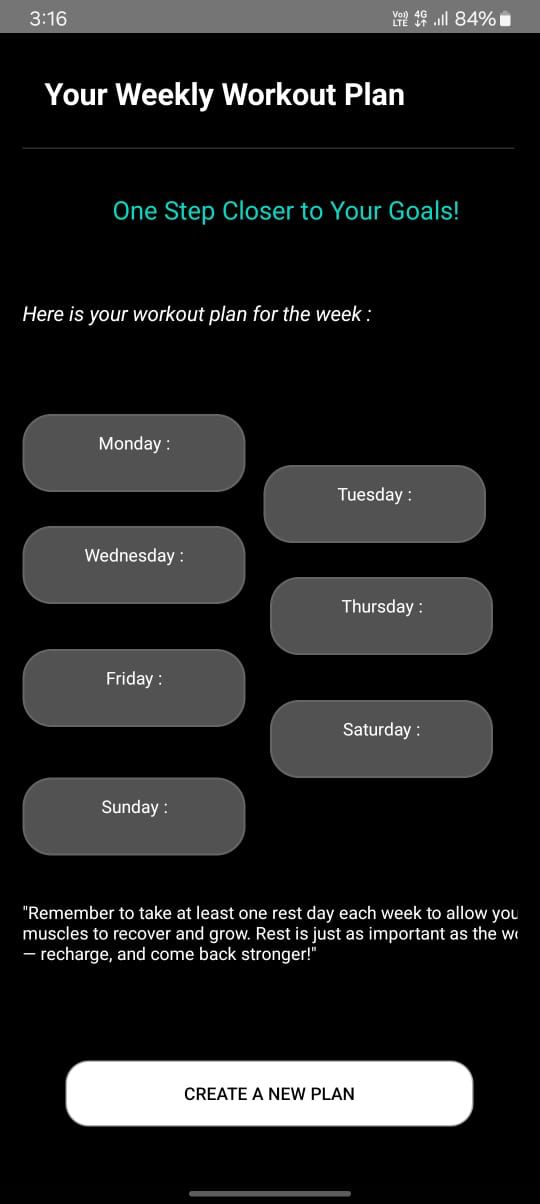 3:16
Vo)) 4G 84%
LTE
Your Weekly Workout Plan
One Step Closer to Your Goals!
Here is your workout plan for the week :
Monday :
Tuesday :
Wednesday :
Thursday :
Friday :
Saturday :
Sunday :
"Remember to take at least one rest day each week to allow you
muscles to recover and grow. Rest is just as important as the
— recharge, and come back stronger!"
CREATE A NEW PLAN